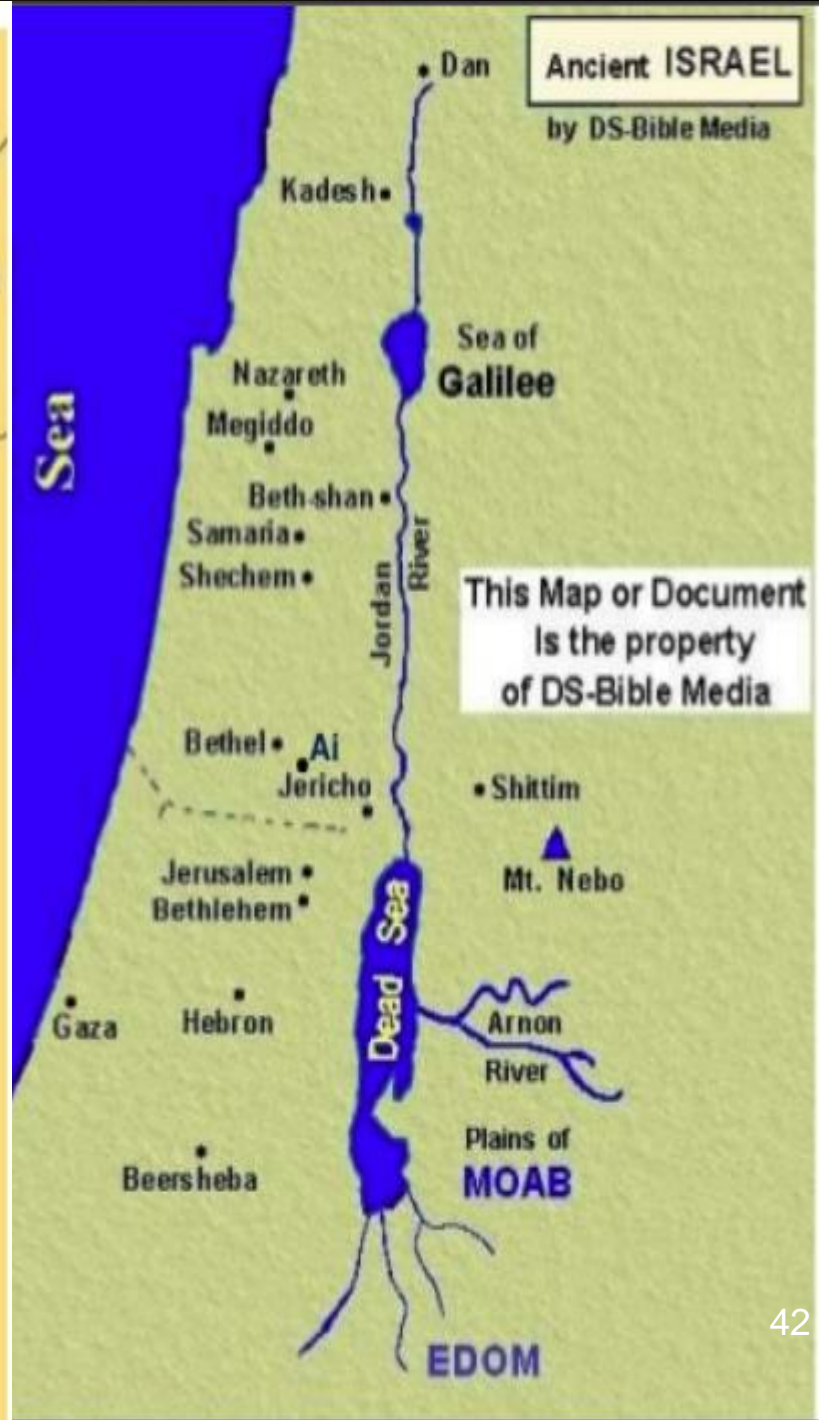 Dan
Ancient ISRAEL
by DS-Bible Media
Kadesh
Sea of
Galilee
Nazareth
Megiddo
Sea
Beth-shan
Samaria
Shechem
Jordan
River
This Map or Document
Is the property
of DS-Bible Media
Bethel
Ai
Jericho
Shittim
Jerusalem
Bethlehem
Mt. Nebo
Dead Sea
Gaza
Hebron
Arnon
River
Plains of
MOAB
Beersheba
42
EDOM